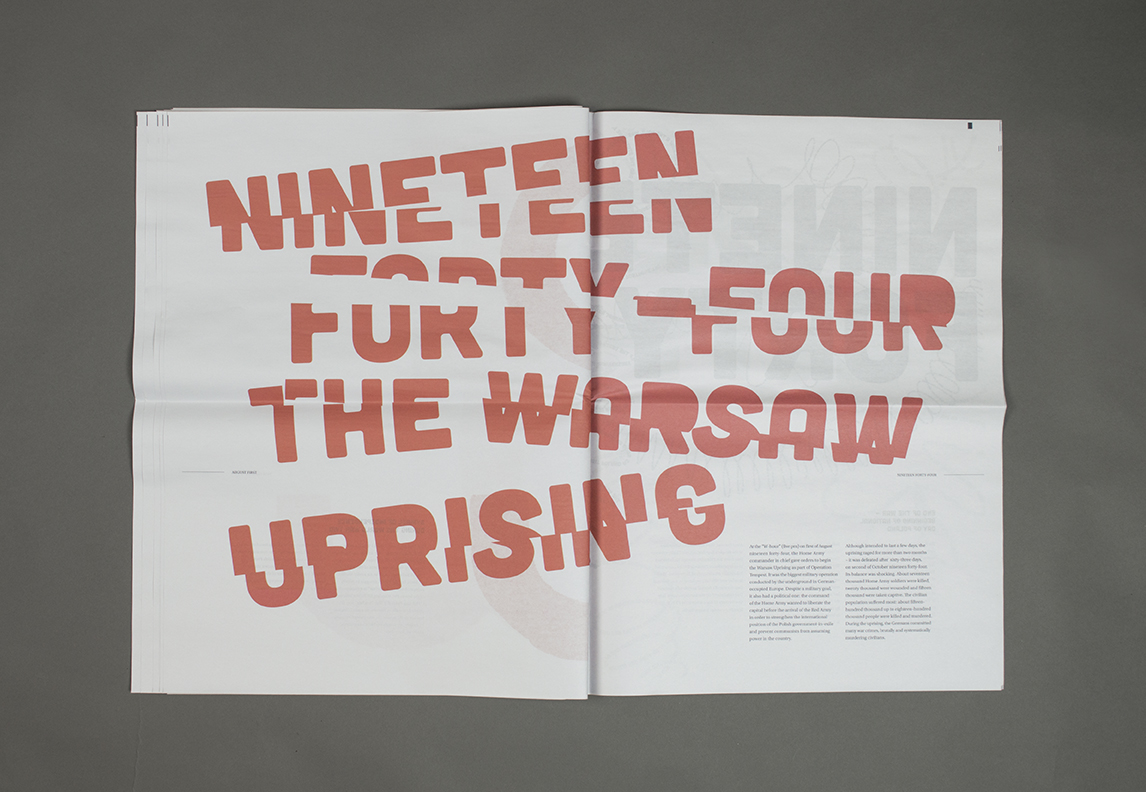 NINETEEN
FORTY–FOUR
THE WARSAW
UPRISING
NINETEEN FORTY-FOUR
At the "W-hour" (five pm) on first of August
nineteen forty-four, the Home Army
commander in chief gave orders to begin
the Warsaw Uprising as part of Operation
Tempest. It was the biggest military operation
conducted by the underground in German-
occupied Europe. Despite a military goal,
it also had a political one: the command
of the Home Army wanted to liberate the
capital before the arrival of the Red Army
in order to strengthen the international
position of the Polish government-in-exile
and prevent communists from assuming
power in the country.
Although intended to last a few days, the
uprising raged for more than two months
– it was defeated after sixty three days,
on second of October nineteen forty-four.
Its balance was shocking. About seventeen
thousand Home Army soldiers were killed,
twenty thousand were wounded and fifteen
thousand were taken captive. The civilian
population suffered most: about fifteen
hundred thousand up to eighteen hundred
thousand people were killed and murdered.
During the uprising, the Germans committed
many war crimes, brutally and systematically
murdering civilians.